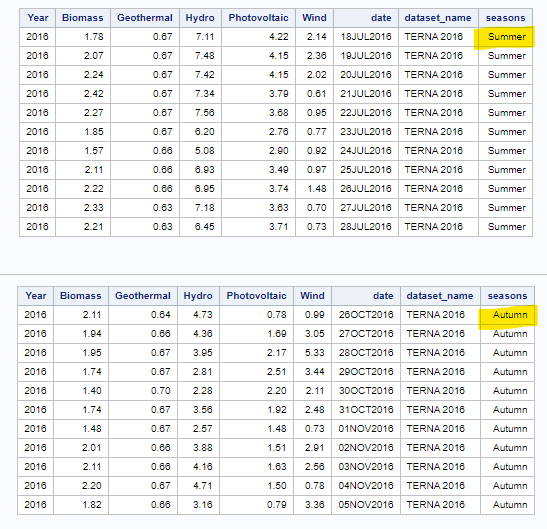 Year Biomass Geothermal Hydro Photovoltaic Wind date dataset_name seasons
2016 1.78 0.67 7.11 4.22 2.14 18JUL2016 TERNA 2016 Summer
2016 2.07 0.67 7.48 4.15 2.36 19JUL2016 TERNA 2016 Summer
2016 2.24 0.67 7.42 4.15 2.02 20JUL2016 TERNA 2016 Summer
2016 2.42 0.67 7.34 3.79 0.61 21JUL2016 TERNA 2016 Summer
2016 2.27 0.67 7.56 3.68 0.95 22JUL2016 TERNA 2016 Summer
2016 1.85 0.67 6.20 2.76 0.77 23JUL2016 TERNA 2016 Summer
2016 1.57 0.66 5.08 2.90 0.92 24JUL2016 TERNA 2016 Summer
2016 2.11 0.66 6.93 3.49 0.97 25JUL2016 TERNA 2016 Summer
2016 2.22 0.66 6.95 3.74 1.48 26JUL2016 TERNA 2016 Summer
2016 2.33 0.63 7.18 3.63 0.70 27JUL2016 TERNA 2016 Summer
2016 2.21 0.63 6.45 3.71 0.73 28JUL2016 TERNA 2016 Summer
Year Biomass Geothermal Hydro Photovoltaic Wind date dataset_name seasons
2016 2.11 0.64 4.73 0.78 0.99 26OCT2016 TERNA 2016 Autumn
2016 1.94 0.66 4.36 1.69 3.05 27OCT2016 TERNA 2016 Autumn
2016 1.95 0.67 3.95 2.17 5.33 28OCT2016 TERNA 2016 Autumn
2016 1.74 0.67 2.81 2.51 3.44 29OCT2016 TERNA 2016 Autumn
2016 1.40 0.70 2.28 2.20 2.11 30OCT2016 TERNA 2016 Autumn
2016 1.74 0.67 3.56 1.92 2.48 31OCT2016 TERNA 2016 Autumn
2016 1.48 0.67 2.57 1.48 0.73 01NOV2016 TERNA 2016 Autumn
2016 2.01 0.66 3.88 1.51 2.91 02NOV2016 TERNA 2016 Autumn
2016 2.11 0.66 4.16 1.63 2.56 03NOV2016 TERNA 2016 Autumn
2016 2.20 0.67 4.71 1.50 0.78 04NOV2016 TERNA 2016 Autumn
2016 1.82 0.66 3.16 0.79 3.36 05NOV2016 TERNA 2016 Autumn